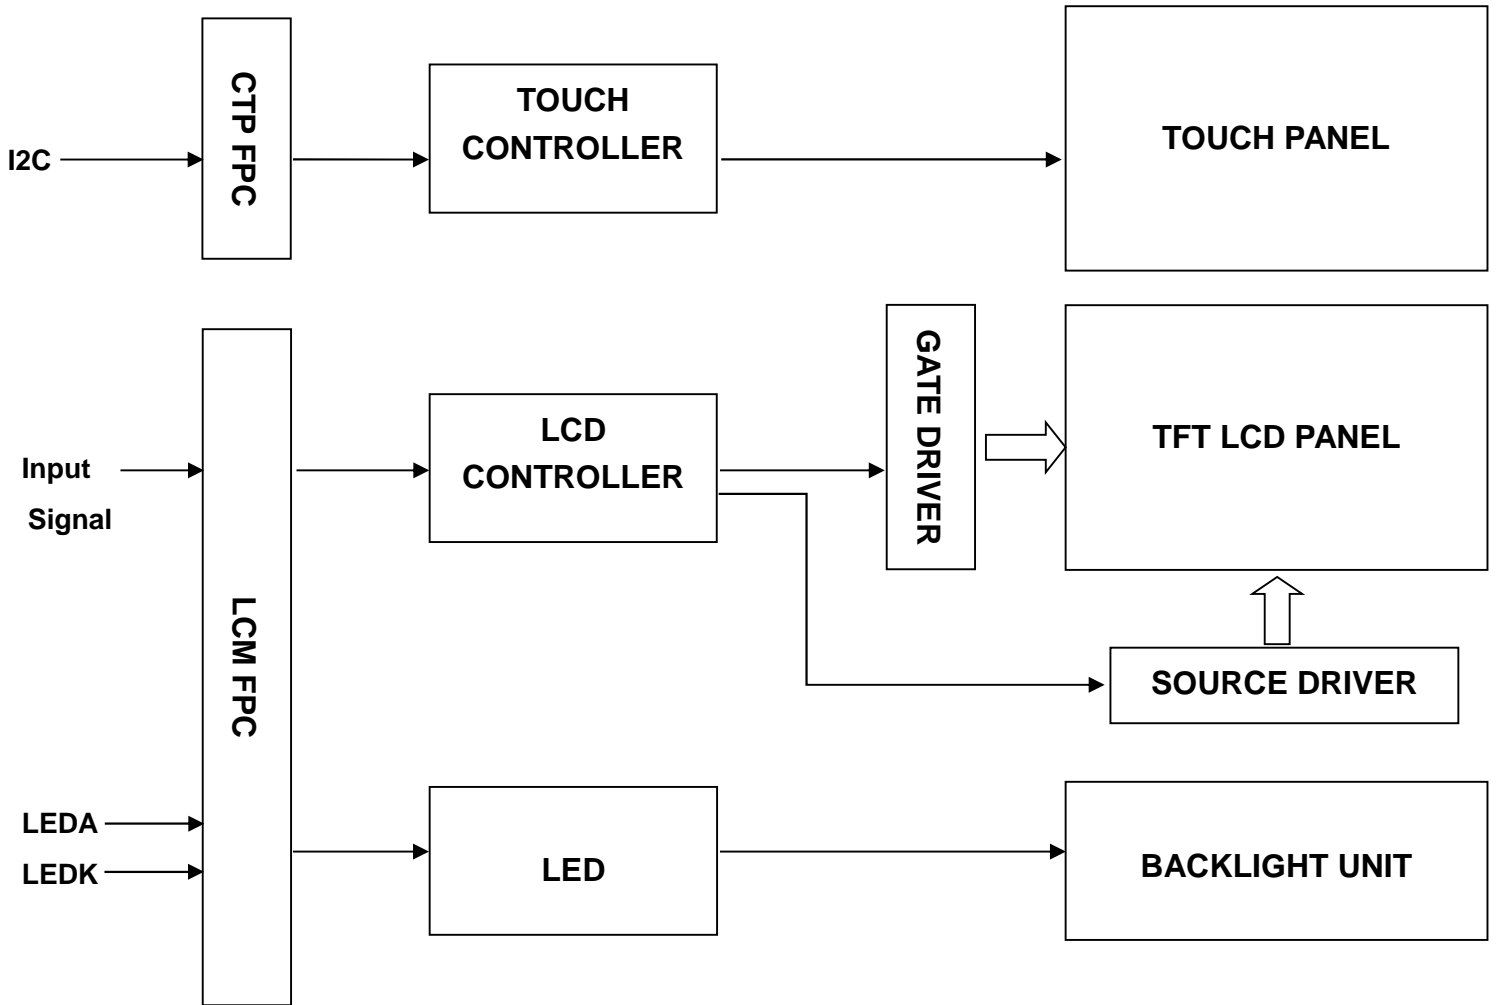 I2C
CTP FPC
TOUCH
CONTROLLER
TOUCH PANEL
Input
Signal
LCM FPC
LCD
CONTROLLER
GATE DRIVER
TFT LCD PANEL
SOURCE DRIVER
LEDA
LEDK
LED
BACKLIGHT UNIT